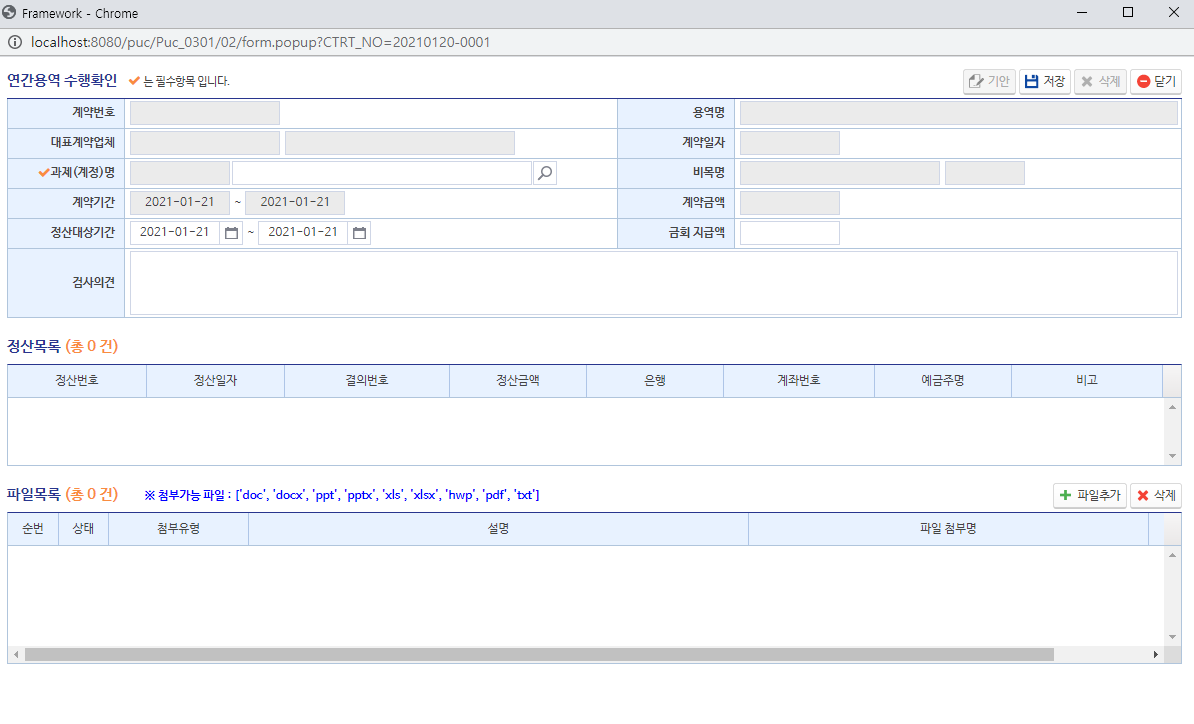 Framework - Chrome
localhost:8080/puc/Puc_0301/02/form.popup?CTRT_NO=20210120-0001
연간용역 수행확인 는 필수항목 입니다. 기안 저장 삭제 닫기
계약번호 용역명
대표계약업체 계약일자
과제(계정)명 비목명
계약기간 2021-01-21 ~ 2021-01-21 계약금액
정산대상기간 2021-01-21 ~ 2021-01-21 금회 지급액
검사의견
정산목록 (총 0 건)
정산번호 정산일자 결의번호 정산금액 은행 계좌번호 예금주명 비고
파일목록 (총 0 건) ※ 첨부가능 파일 : ['doc', 'docx', 'ppt', 'pptx', 'xls', 'xlsx', 'hwp', 'pdf', 'txt'] 파일추가 삭제
순번 상태 첨부유형 설명 파일 첨부명